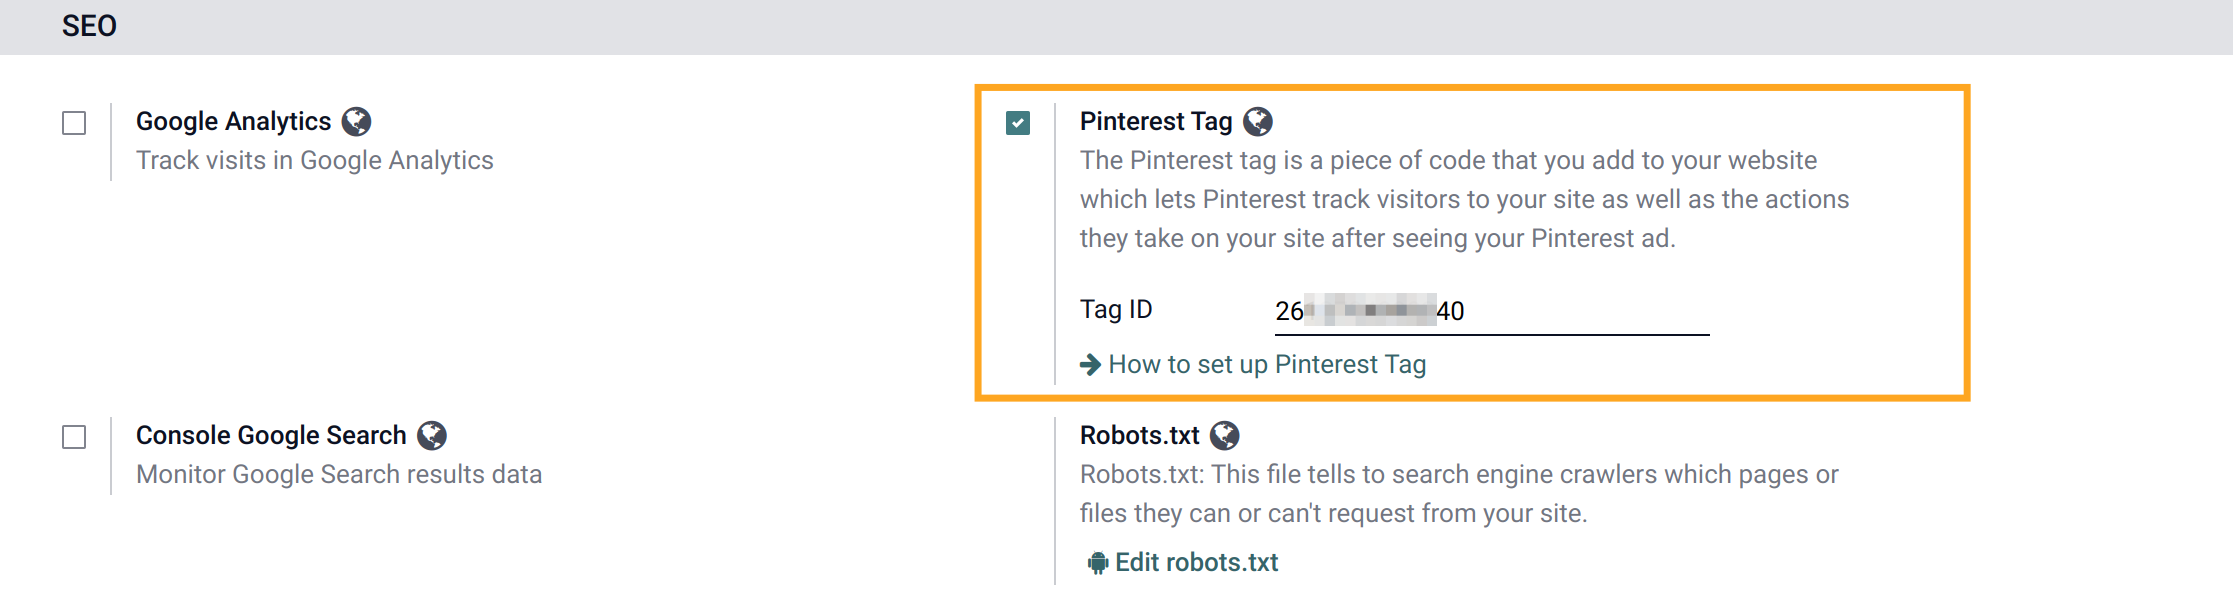 SEO
Google Analytics
Track visits in Google Analytics
Pinterest Tag
The Pinterest tag is a piece of code that you add to your website
which lets Pinterest track visitors to your site as well as the actions
they take on your site after seeing your Pinterest ad.
Tag ID
26 40
How to set up Pinterest Tag
Console Google Search
Monitor Google Search results data
Robots.txt
Robots.txt: This file tells to search engine crawlers which pages or
files they can or can't request from your site.
Edit robots.txt